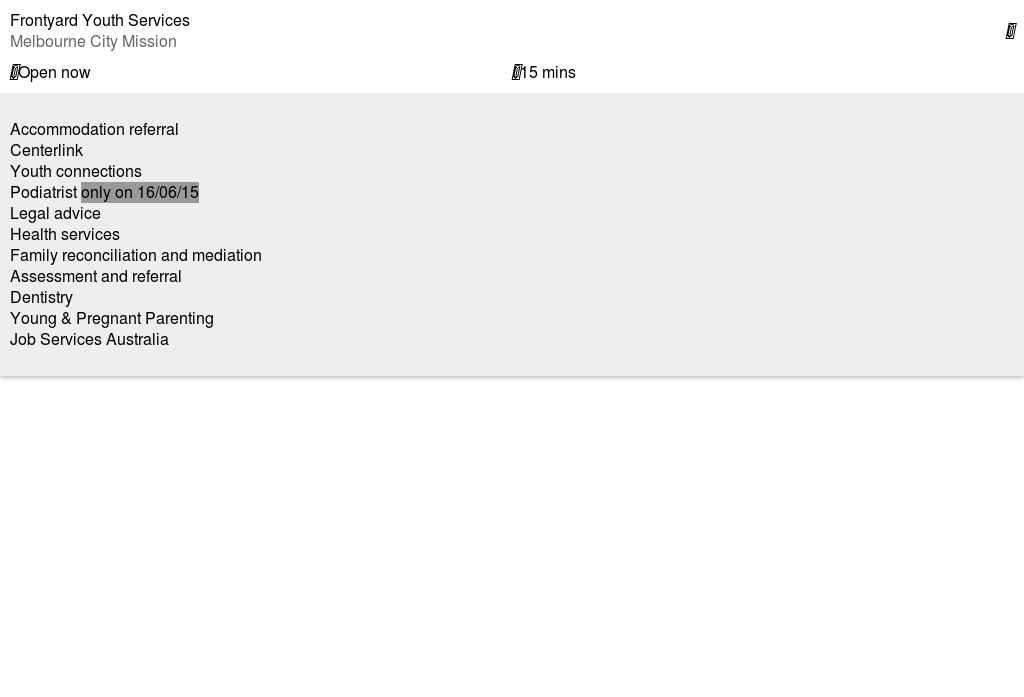 Frontyard Youth Services
Melbourne City Mission
Open now
15 mins
Accommodation referral
Centerlink
Youth connections
Podiatrist only on 16/06/15
Legal advice
Health services
Family reconciliation and mediation
Assessment and referral
Dentistry
Young & Pregnant Parenting
Job Services Australia